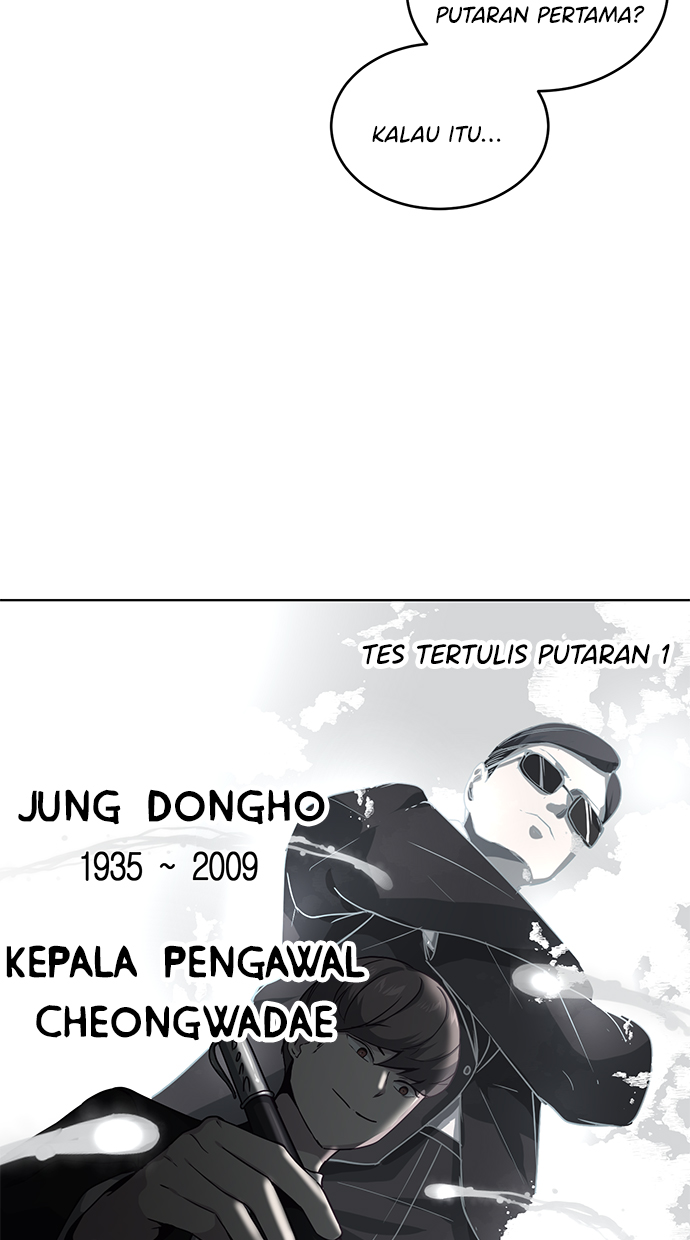 PUTARAN PERTAMA?
KALAU ITU...
TES TERTULIS PUTARAN 1
JUNG DONGHO
1935 ~ 2009
KEPALA PENGAWAL
CHEONGWADAE